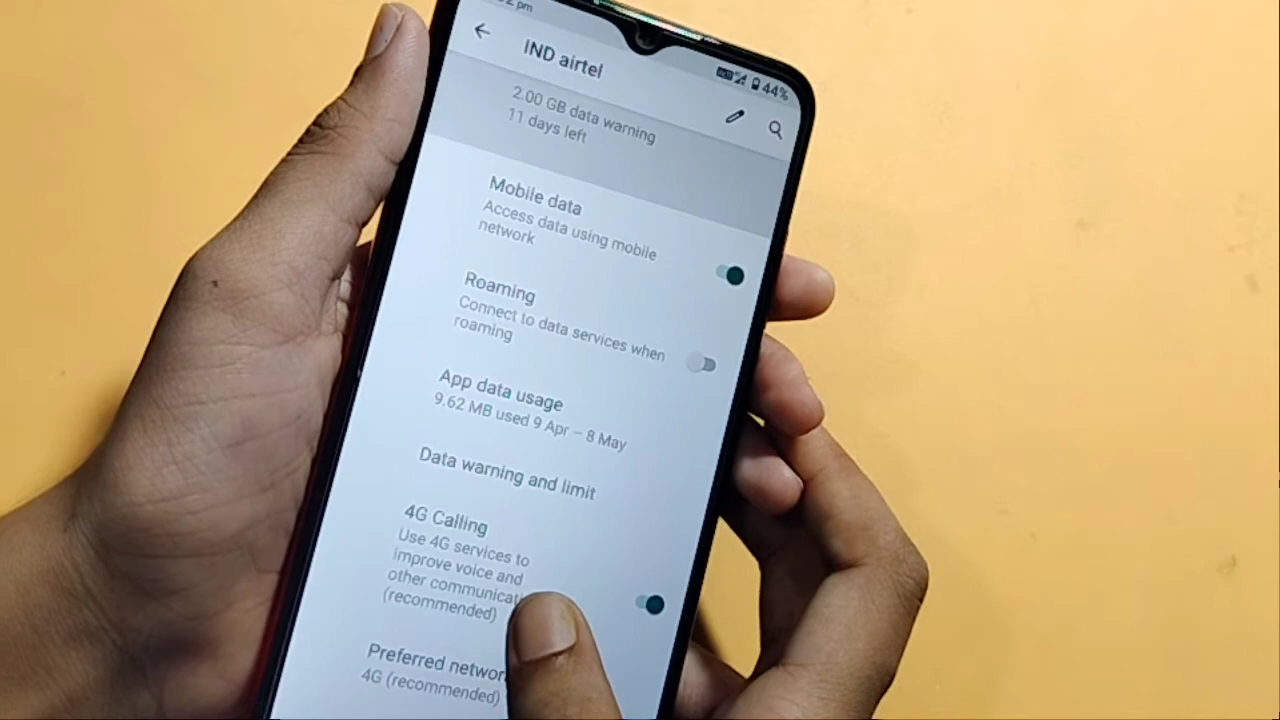 pm
44%
IND airtel
2.00 GB data warning
11 days left
Mobile data
Access data using mobile
network
Roaming
Connect to data services when
roaming
App data usage
9.62 MB used 9 Apr – 8 May
Data warning and limit
4G Calling
Use 4G services to
improve voice and
other
(recommended)
Preferred
4G (recommended)